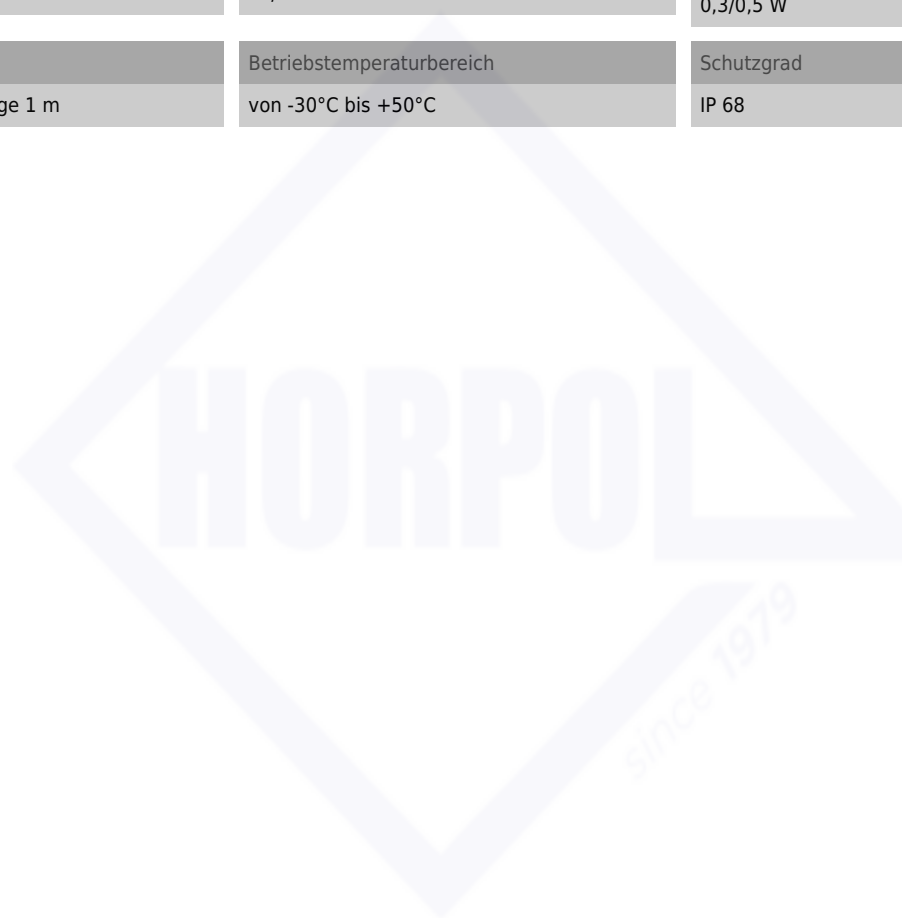 0,3/0,5 W
Betriebstemperaturbereich
Schutzgrad
ge 1 m
von -30°C bis +50°C
IP 68
HORPOL
since 1979